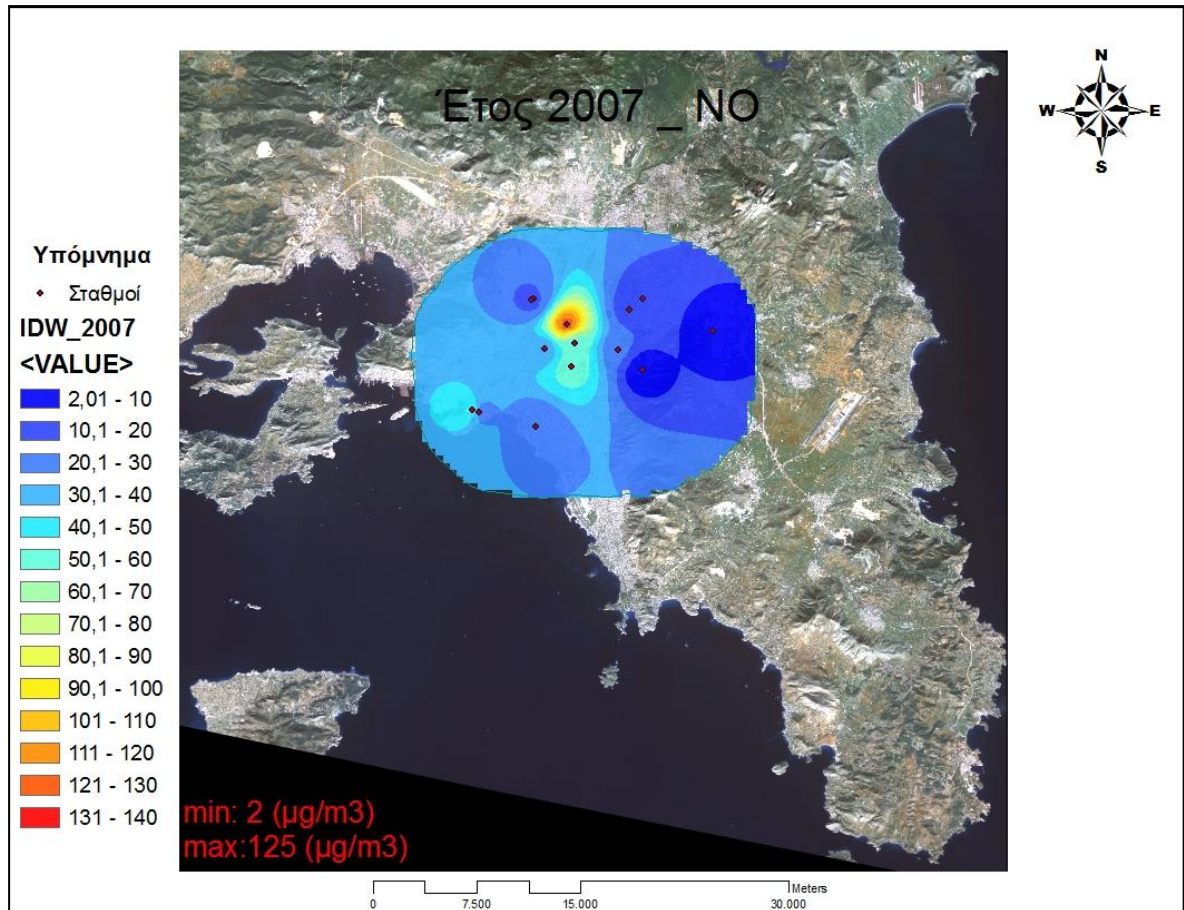 Έτος 2007 _ NO
N
W
E
S
Υπόμνημα
Σταθμοί
IDW_2007
<VALUE>
2,01 - 10
10,1 - 20
20,1 - 30
30,1 - 40
40,1 - 50
50,1 - 60
60,1 - 70
70,1 - 80
80,1 - 90
90,1 - 100
101 - 110
111 - 120
121 - 130
131 - 140
min: 2 (μg/m3)
max:125 (μg/m3)
Meters
0 7.500 15.000 30.000